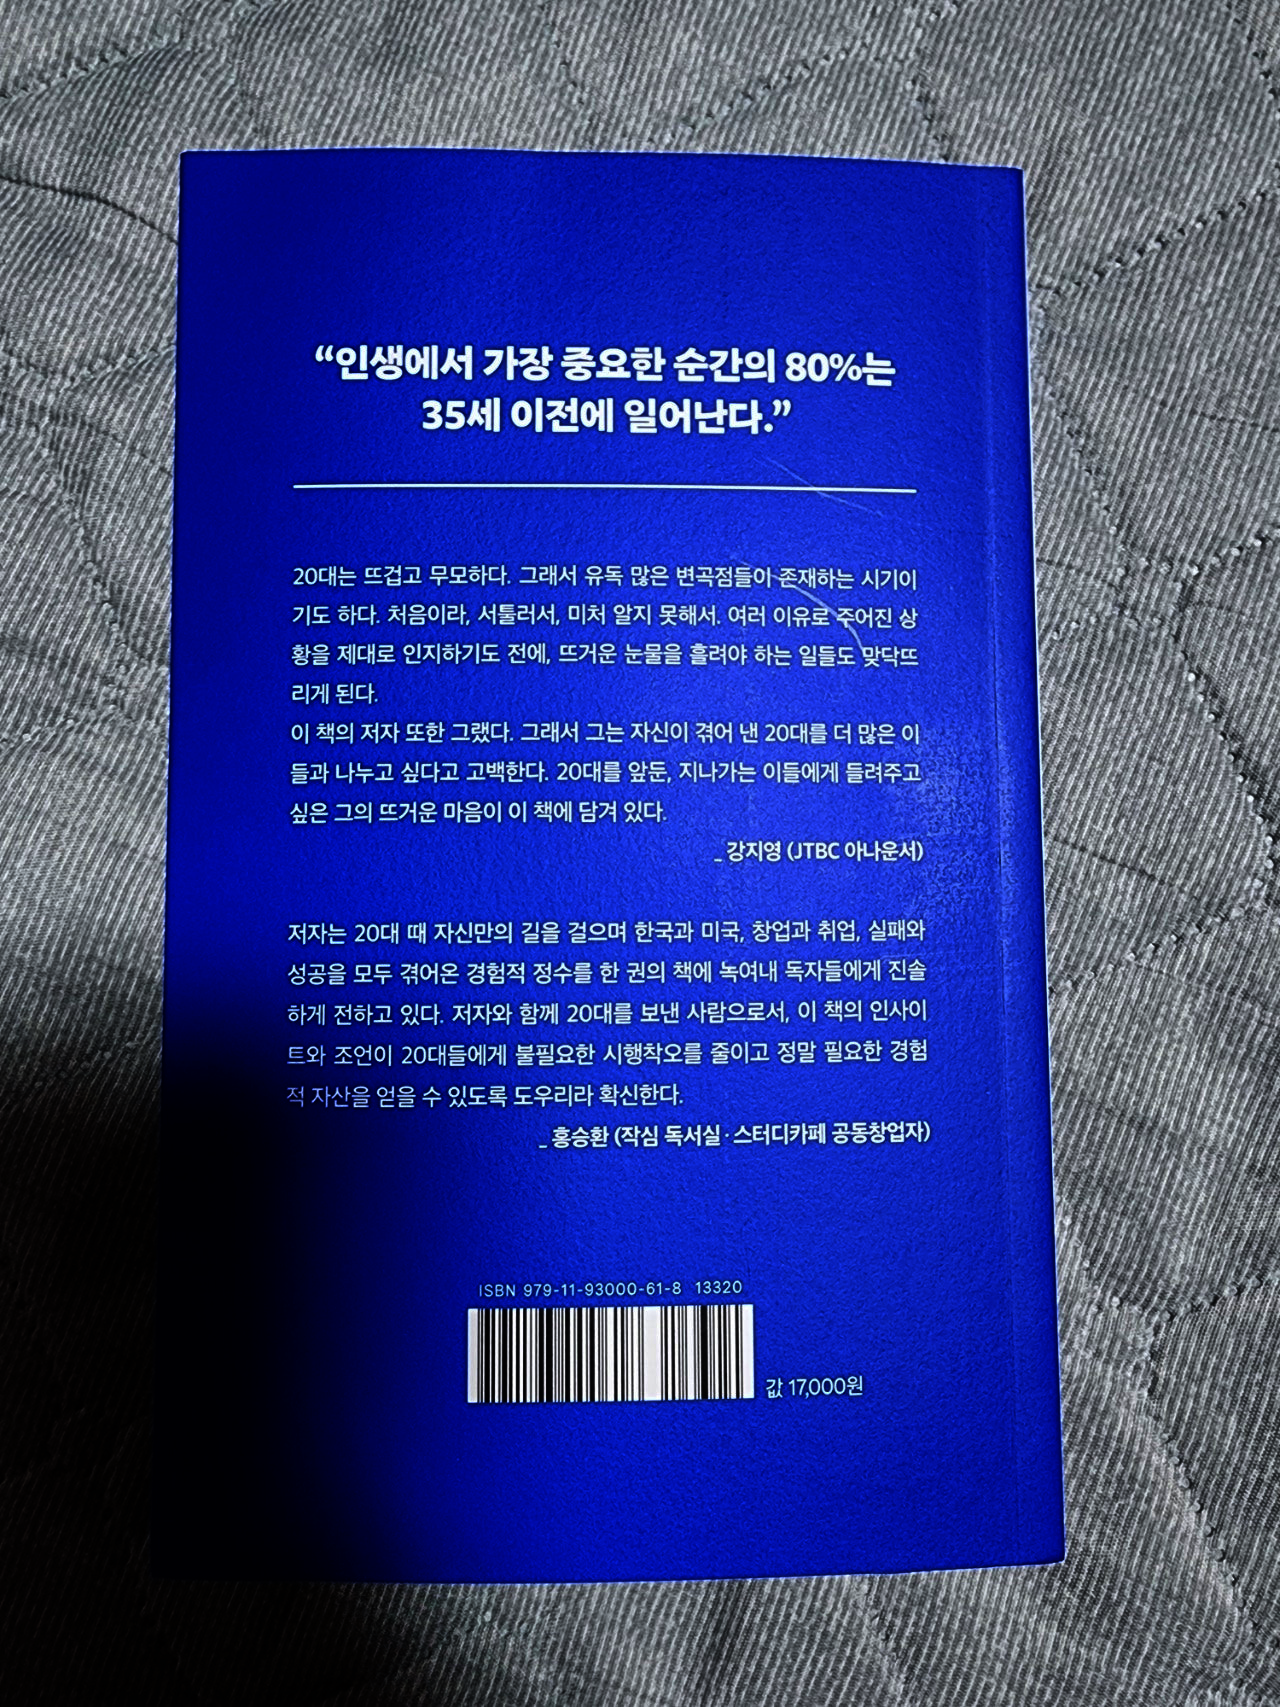 “인생에서 가장 중요한 순간의 80%는
35세 이전에 일어난다.”
20대는 뜨겁고 무모하다. 그래서 유독 많은 변곡점들이 존재하는 시기이
기도 하다. 처음이라, 서툴러서, 미처 알지 못해서. 여러 이유로 주어진 상
황을 제대로 인지하기도 전에, 뜨거운 눈물을 흘려야 하는 일들도 맞닥뜨
리게 된다.
이 책의 저자 또한 그랬다. 그래서 그는 자신이 겪어 낸 20대를 더 많은 이
들과 나누고 싶다고 고백한다. 20대를 앞둔, 지나가는 이들에게 들려주고
싶은 그의 뜨거운 마음이 이 책에 담겨 있다.
_ 강지영 (JTBC 아나운서)
저자는 20대 때 자신만의 길을 걸으며 한국과 미국, 창업과 취업, 실패와
성공을 모두 겪어온 경험적 정수를 한 권의 책에 녹여내 독자들에게 진솔
하게 전하고 있다. 저자와 함께 20대를 보낸 사람으로서, 이 책의 인사이
트와 조언이 20대들에게 불필요한 시행착오를 줄이고 정말 필요한 경험
적 자산을 얻을 수 있도록 도우리라 확신한다.
_ 홍승환 (작심 독서실 · 스터디카페 공동창업자)
ISBN 979-11-93000-61-8 13320
값 17,000원